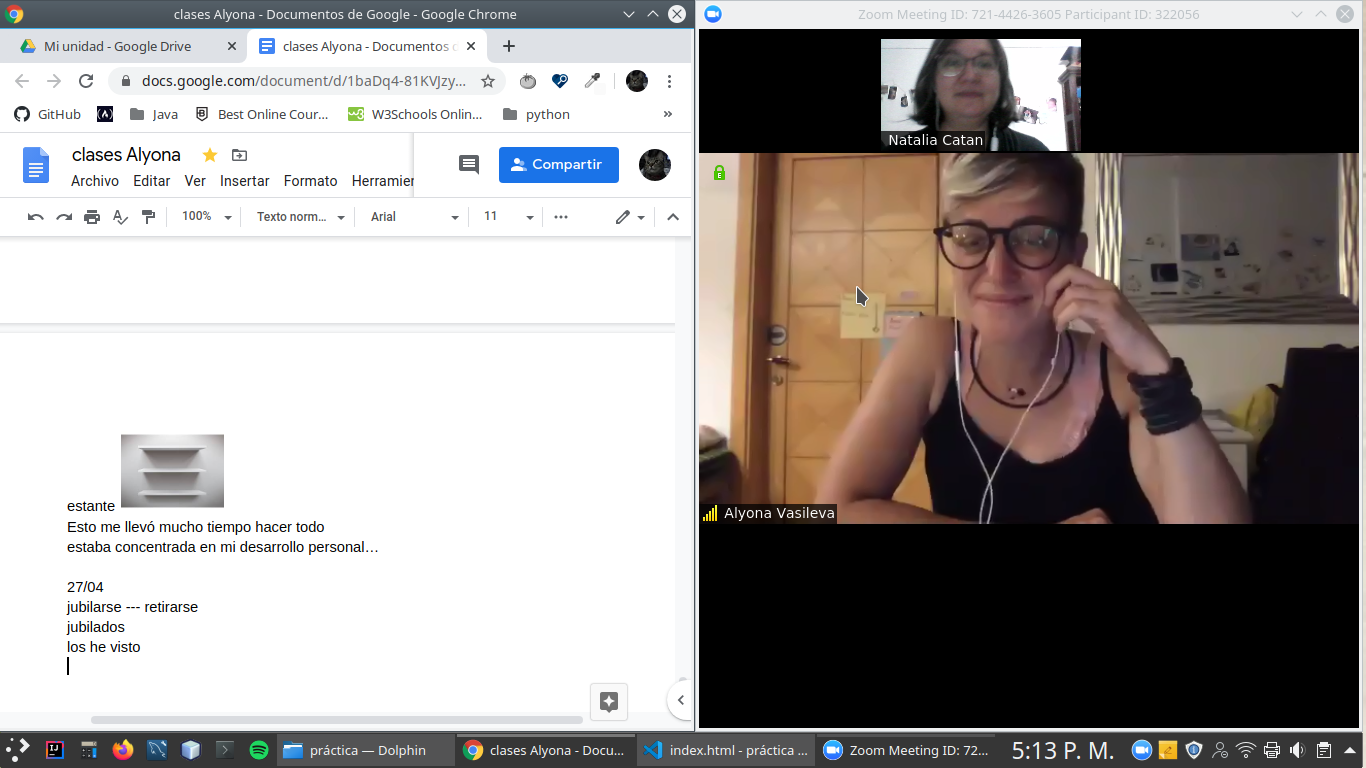 clases Alyona - Documentos de Google - Google Chrome
Mi unidad - Google Drive
clases Alyona - Documentos
docs.google.com/document/d/1baDq4-81KVJzy...
GitHub
Java
Best Online Cour...
W3Schools Onlin...
python
»
clases Alyona
Compartir
Archivo Editar Ver Insertar Formato Herramier
100% Texto norm... Arial 11
estante
Esto me llevó mucho tiempo hacer todo
estaba concentrada en mi desarrollo personal…
27/04
jubilarse --- retirarse
jubilados
los he visto
Zoom Meeting ID: 721-4426-3605 Participant ID: 322056
Natalia Catan
Alyona Vasileva
práctica — Dolphin
clases Alyona - Docu...
index.html - práctica ...
Zoom Meeting ID: 72...
5:13 P. M.